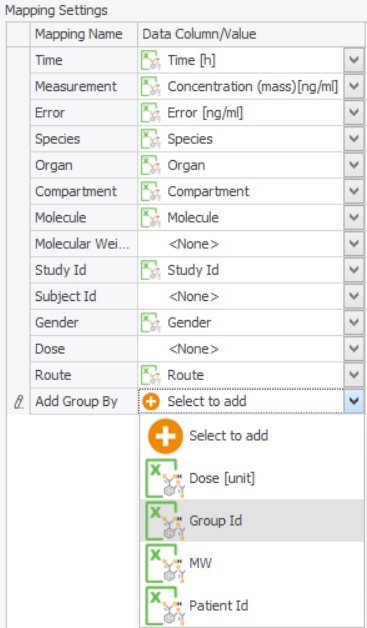 Mapping Settings
Mapping Name Data Column/Value
Time Time [h]
Measurement Concentration (mass)[ng/ml]
Error Error [ng/ml]
Species Species
Organ Organ
Compartment Compartment
Molecule Molecule
Molecular Wei... <None>
Study Id Study Id
Subject Id <None>
Gender Gender
Dose <None>
Route Route
Add Group By Select to add
Select to add
Dose [unit]
Group Id
MW
Patient Id